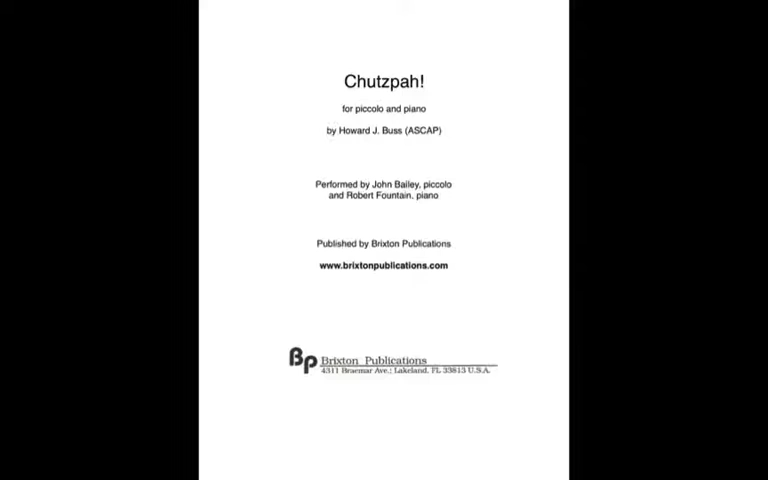 Chutzpah!
for piccolo and piano
by Howard J. Buss (ASCAP)
Performed by John Bailey, piccolo
and Robert Fountain, piano
Published by Brixton Publications
www.brixtonpublications.com
Bp Brixton Publications
4311 Braemar Ave.; Lakeland, FL 33813 U.S.A.